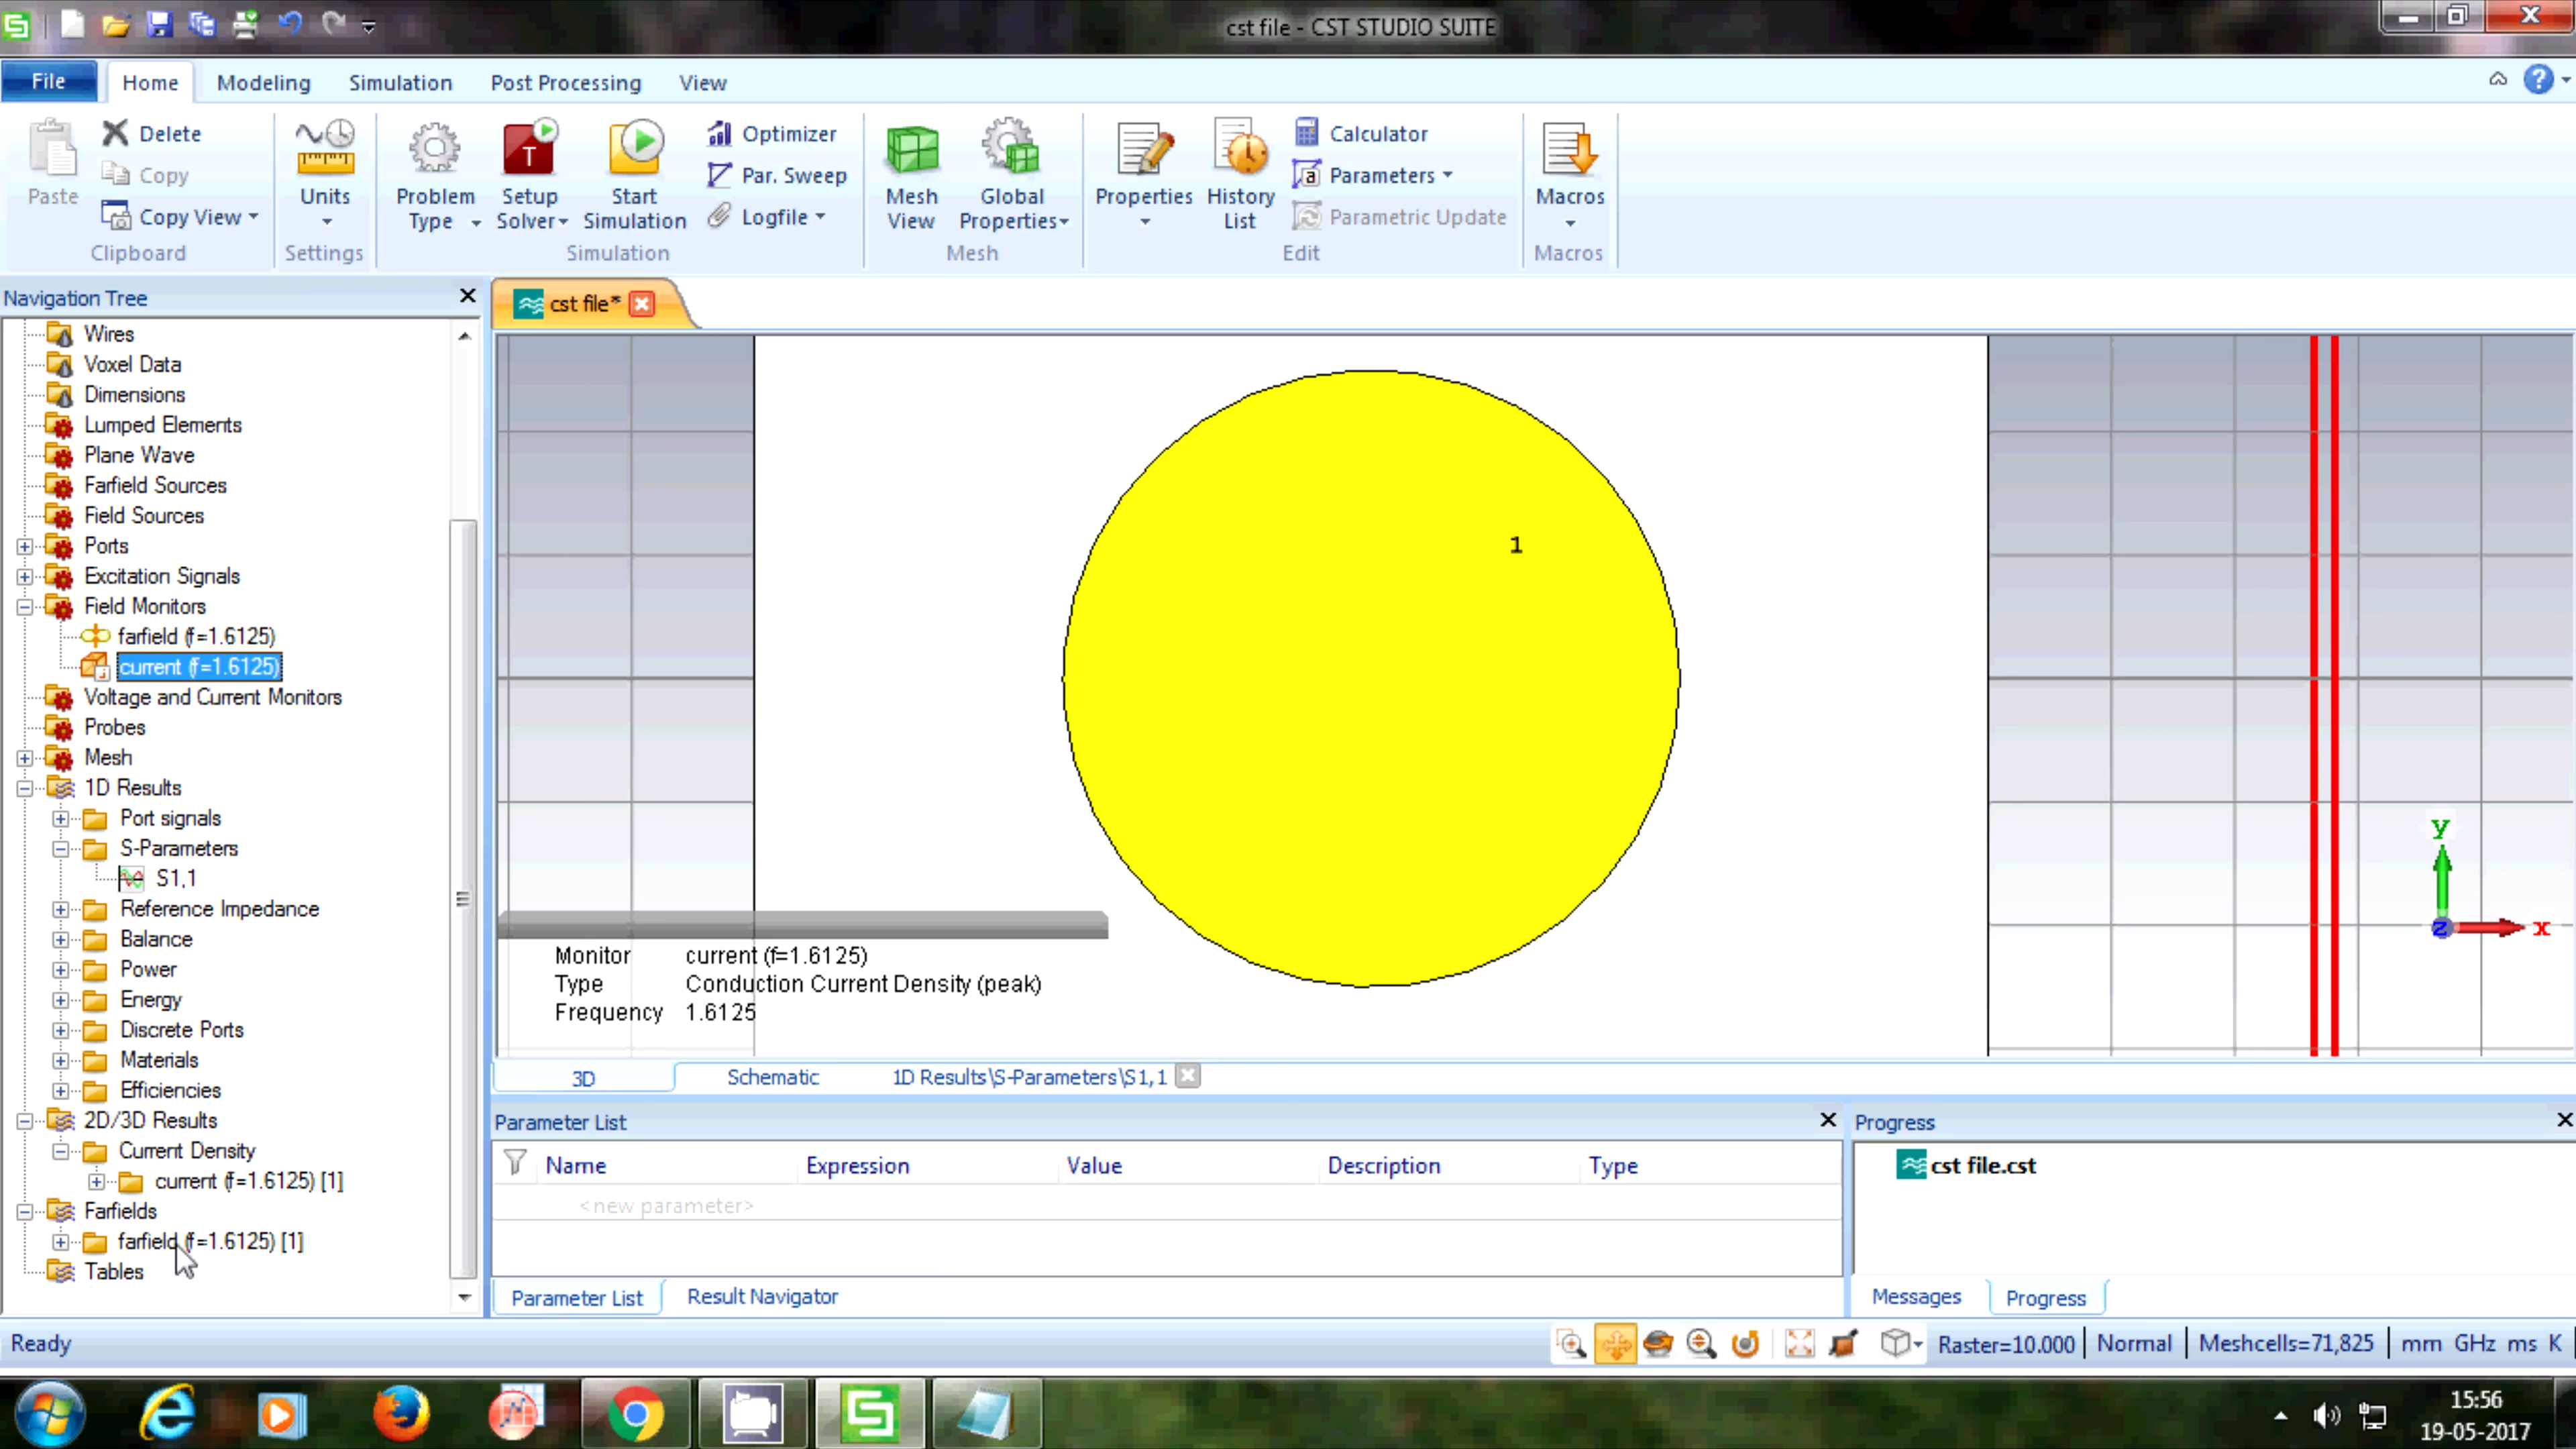 cst file - CST STUDIO SUITE
File Home Modeling Simulation Post Processing View
Paste
Delete
Copy
Copy View
Clipboard
Units
Settings
Problem Type
Setup Solver
Start Simulation
Optimizer
Par. Sweep
Logfile
Simulation
Mesh View
Global Properties
Mesh
Properties
History List
Calculator
Parameters
Parametric Update
Edit
Macros
Macros
Navigation Tree
Wires
Voxel Data
Dimensions
Lumped Elements
Plane Wave
Farfield Sources
Field Sources
Ports
Excitation Signals
Field Monitors
farfield (f=1.6125)
current (f=1.6125)
Voltage and Current Monitors
Probes
Mesh
1D Results
Port signals
S-Parameters
S1,1
Reference Impedance
Balance
Power
Energy
Discrete Ports
Materials
Efficiencies
2D/3D Results
Current Density
current (f=1.6125) [1]
Farfields
farfield (f=1.6125) [1]
Tables
cst file*
1
y
z x
Monitor current (f=1.6125)
Type Conduction Current Density (peak)
Frequency 1.6125
3D Schematic 1D Results\S-Parameters\S1,1
Parameter List
Name Expression Value Description Type
<new parameter>
Parameter List Result Navigator
Progress
cst file.cst
Messages Progress
Ready
Raster=10.000 Normal Meshcells=71,825 mm GHz ms K
15:56
19-05-2017